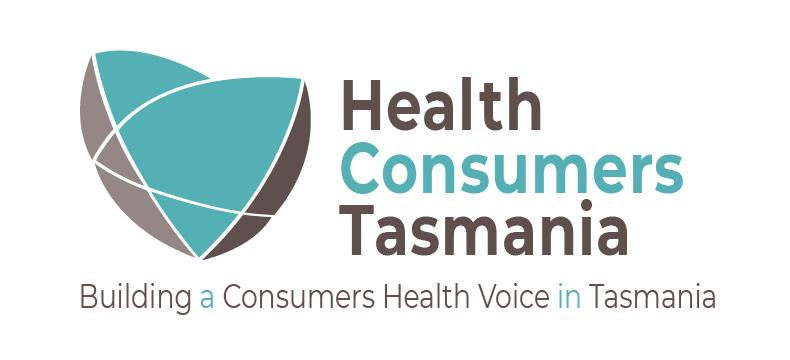 Health
Consumers
Tasmania
Building a Consumers Health Voice in Tasmania